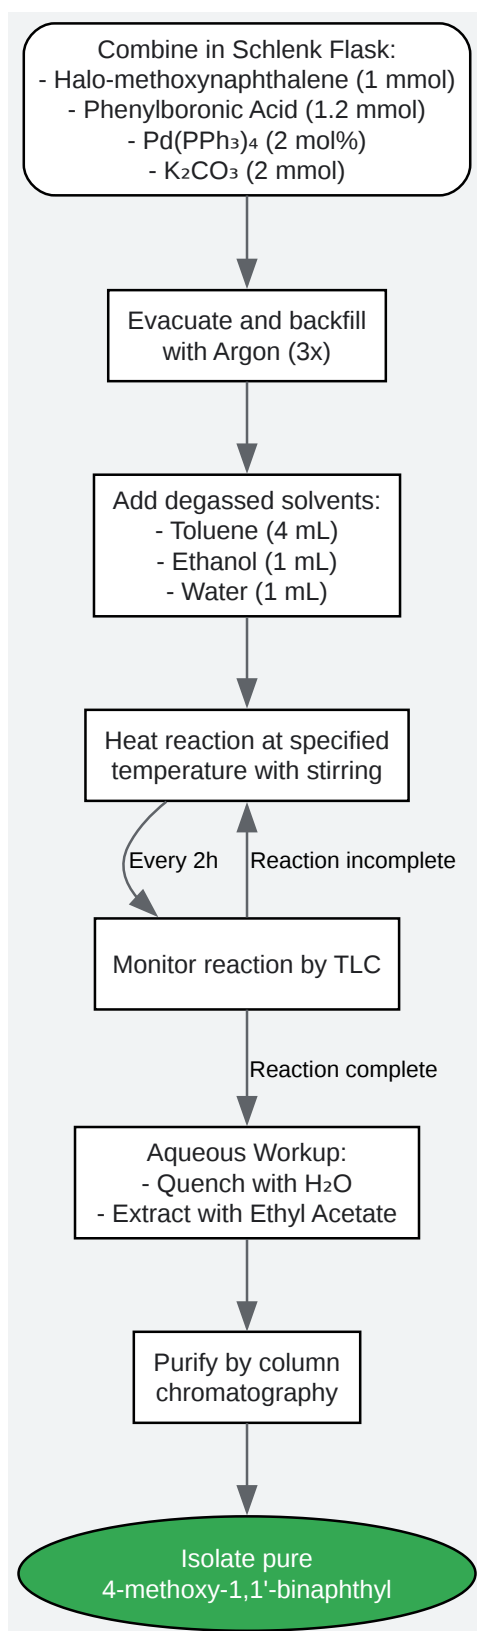 Combine in Schlenk Flask:
- Halo-methoxynaphthalene (1 mmol)
- Phenylboronic Acid (1.2 mmol)
- Pd(PPh₃)₄ (2 mol%)
- K₂CO₃ (2 mmol)
Evacuate and backfill
with Argon (3x)
Add degassed solvents:
- Toluene (4 mL)
- Ethanol (1 mL)
- Water (1 mL)
Heat reaction at specified
temperature with stirring
Every 2h
Reaction incomplete
Monitor reaction by TLC
Reaction complete
Aqueous Workup:
- Quench with H₂O
- Extract with Ethyl Acetate
Purify by column
chromatography
Isolate pure
4-methoxy-1,1'-binaphthyl